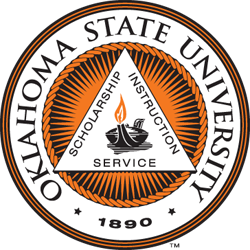 OKLAHOMA STATE UNIVERSITY
SCHOLARSHIP
INSTRUCTION
SERVICE
★ 1890 ★
TM